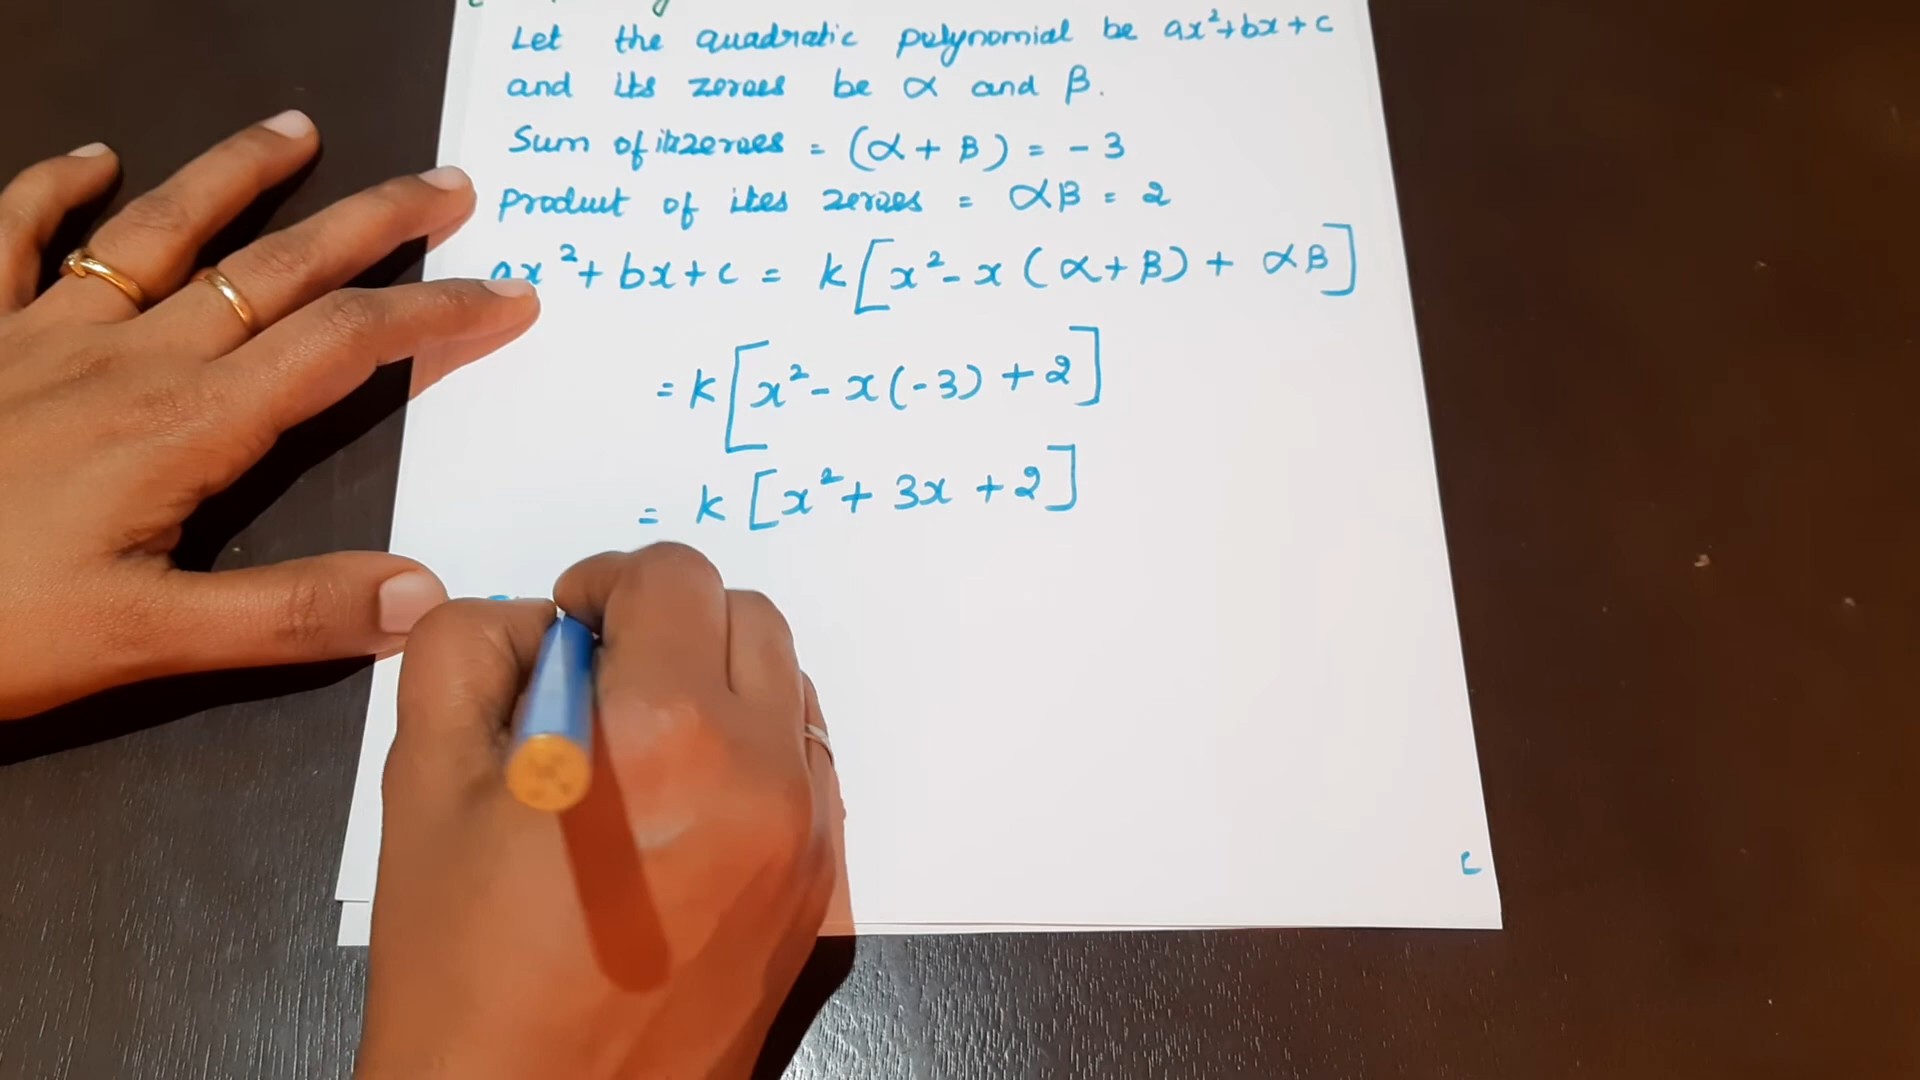 Let the quadratic polynomial be ax²+bx+c
and its zeroes be α and β.
Sum of its zeroes = (α + β) = - 3
product of ites zeroes = αβ = 2
ax² + bx + c = k[x² - x (α + β) + αβ]
= k[x² - x(-3) + 2]
= k [x² + 3x + 2]
C